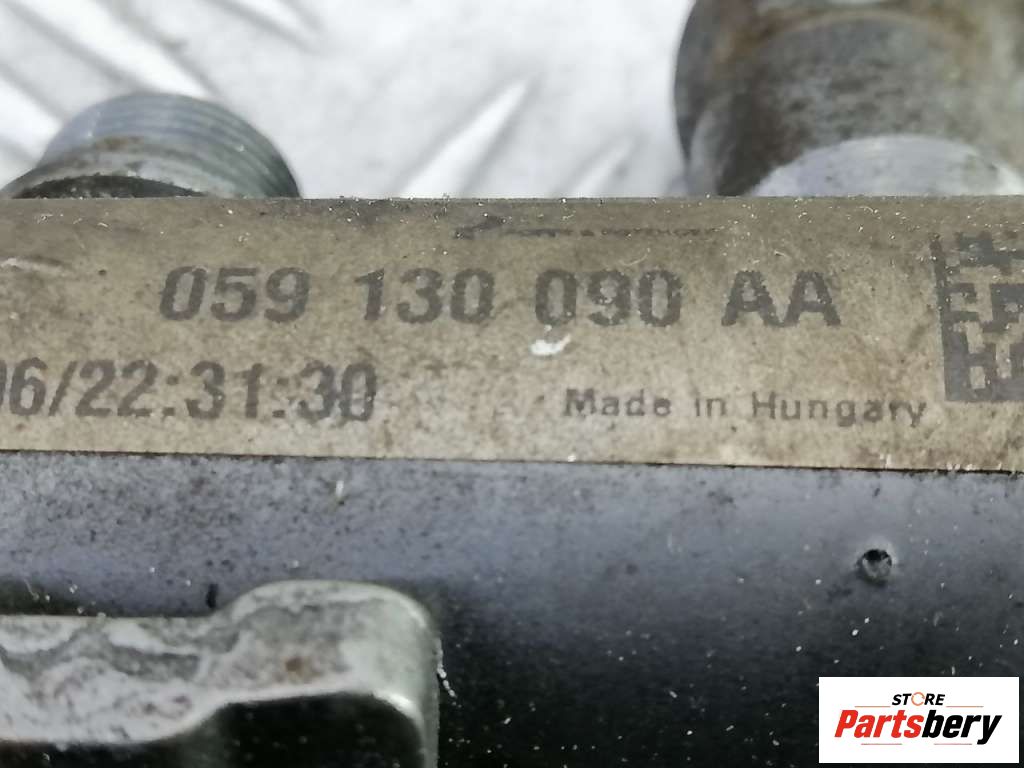 059 130 090 AA
06/22:31:30
Made in Hungary
STORE
Partsbery